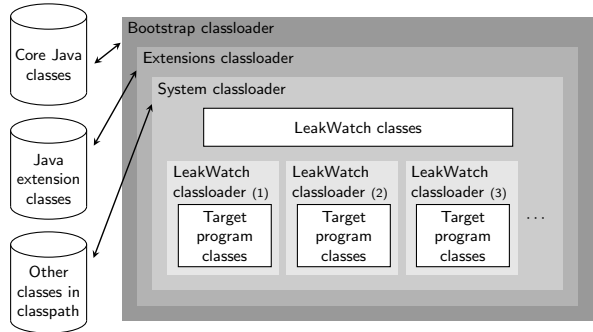 Core Java
classes
Java
extension
classes
Other
classes in
classpath
Bootstrap classloader
Extensions classloader
System classloader
LeakWatch classes
LeakWatch
classloader (1)
Target
program
classes
LeakWatch
classloader (2)
Target
program
classes
LeakWatch
classloader (3)
Target
program
classes
...